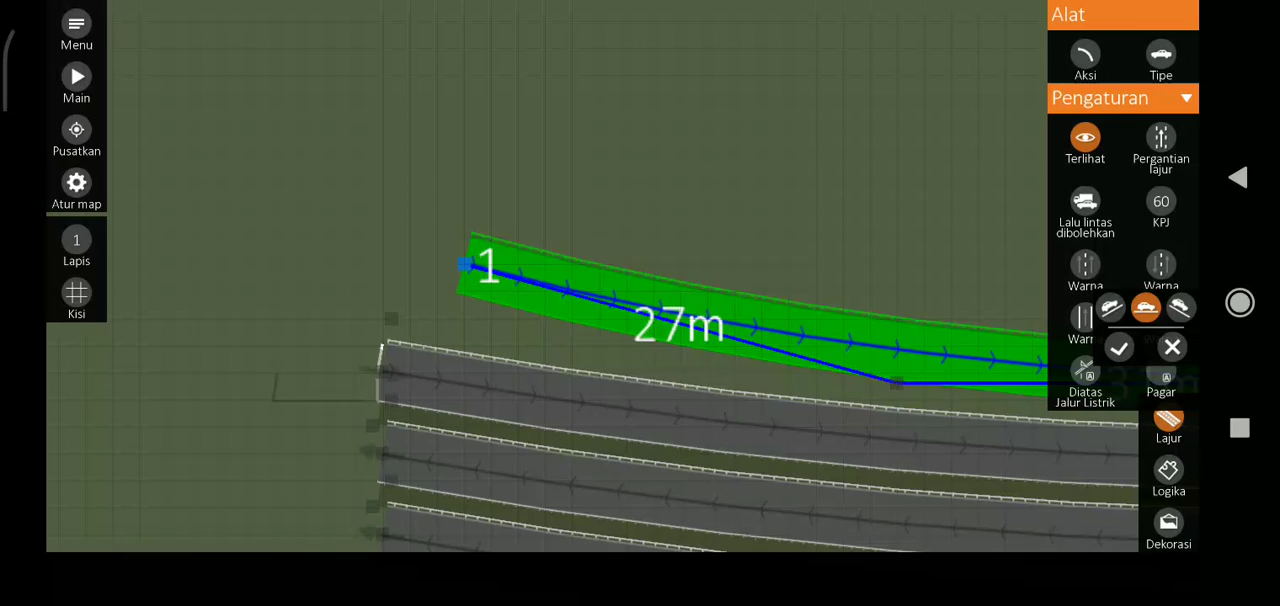 Menu
Main
Pusatkan
Atur map
1
Lapis
Kisi
1
27m
Alat
Aksi
Tipe
Pengaturan
Terlihat
Pergantian
lajur
Lalu lintas
dibolehkan
60
KPJ
Warna
Warna
Warn
A
Diatas
Jalur Listrik
A
Pagar
Lajur
Logika
Dekorasi